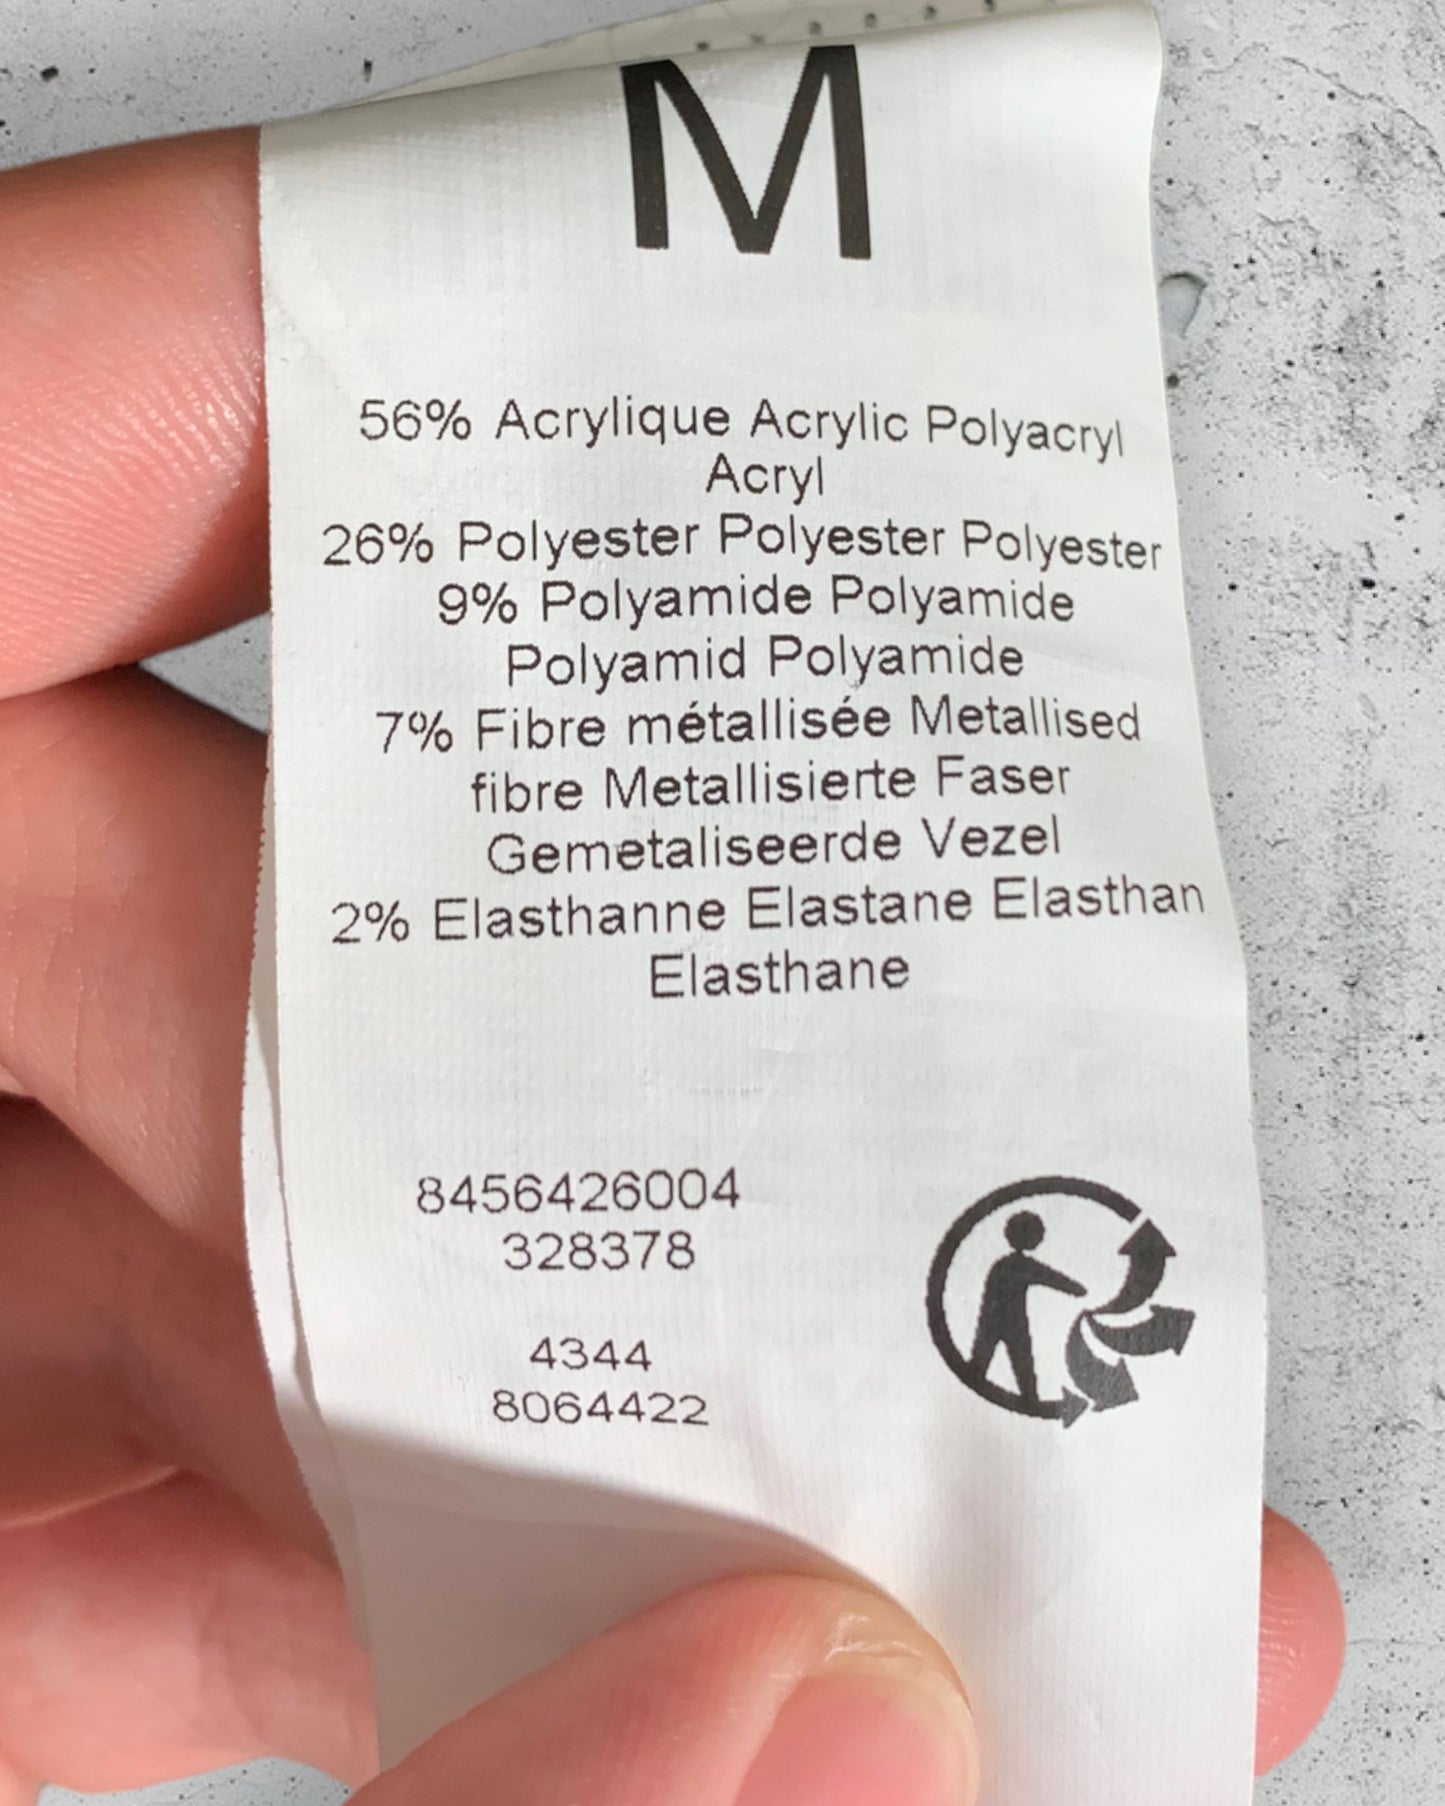 M
56% Acrylique Acrylic Polyacryl
Acryl
26% Polyester Polyester Polyester
9% Polyamide Polyamide
Polyamid Polyamide
7% Fibre métallisée Metallised
fibre Metallisierte Faser
Gemetaliseerde Vezel
2% Elasthanne Elastane Elasthan
Elasthane
8456426004
328378
4344
8064422